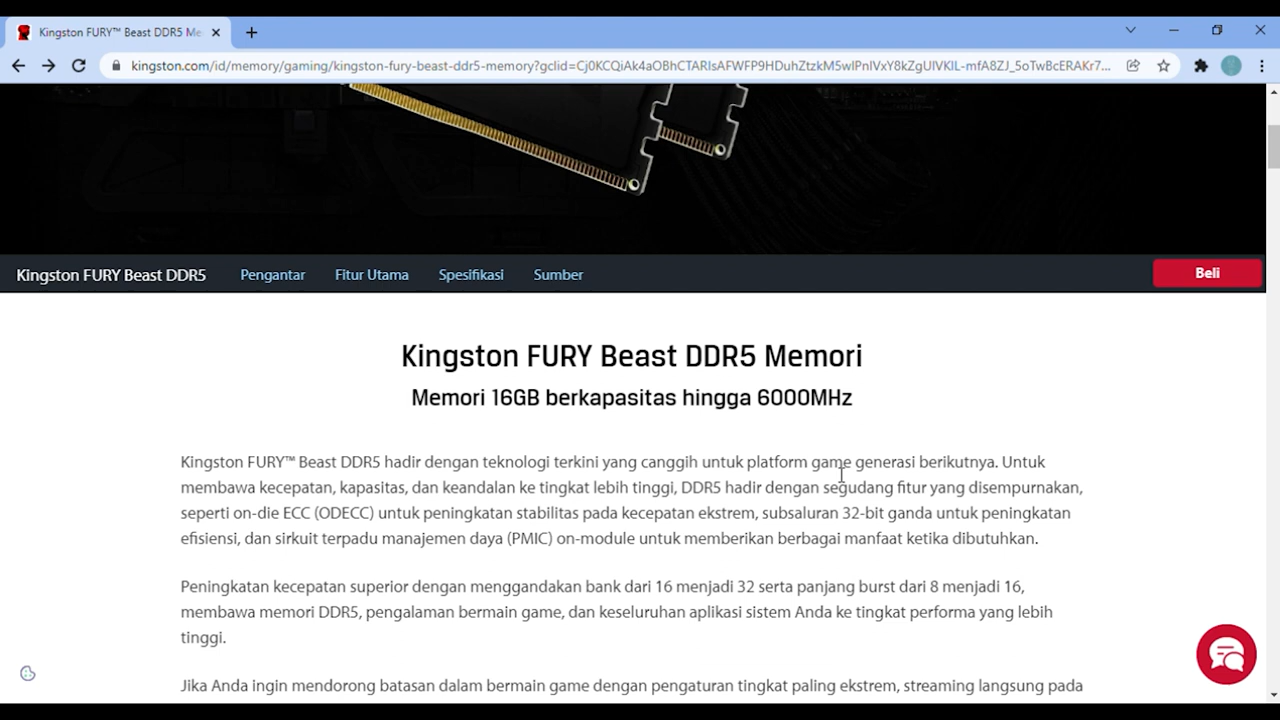 Kingston FURY™ Beast DDR5 Me
kingston.com/id/memory/gaming/kingston-fury-beast-ddr5-memory?gclid=Cj0KCQiAk4aOBhCTARIsAFWFP9HDuhZtzkM5wIPnIVxY8kZgUlVKIL-mfA8ZJ_5oTwBcERAKr7...
Kingston FURY Beast DDR5 Pengantar Fitur Utama Spesifikasi Sumber Beli
Kingston FURY Beast DDR5 Memori
Memori 16GB berkapasitas hingga 6000MHz
Kingston FURY™ Beast DDR5 hadir dengan teknologi terkini yang canggih untuk platform game generasi berikutnya. Untuk
membawa kecepatan, kapasitas, dan keandalan ke tingkat lebih tinggi, DDR5 hadir dengan segudang fitur yang disempurnakan,
seperti on-die ECC (ODECC) untuk peningkatan stabilitas pada kecepatan ekstrem, subsaluran 32-bit ganda untuk peningkatan
efisiensi, dan sirkuit terpadu manajemen daya (PMIC) on-module untuk memberikan berbagai manfaat ketika dibutuhkan.
Peningkatan kecepatan superior dengan menggandakan bank dari 16 menjadi 32 serta panjang burst dari 8 menjadi 16,
membawa memori DDR5, pengalaman bermain game, dan keseluruhan aplikasi sistem Anda ke tingkat performa yang lebih
tinggi.
Jika Anda ingin mendorong batasan dalam bermain game dengan pengaturan tingkat paling ekstrem, streaming langsung pada